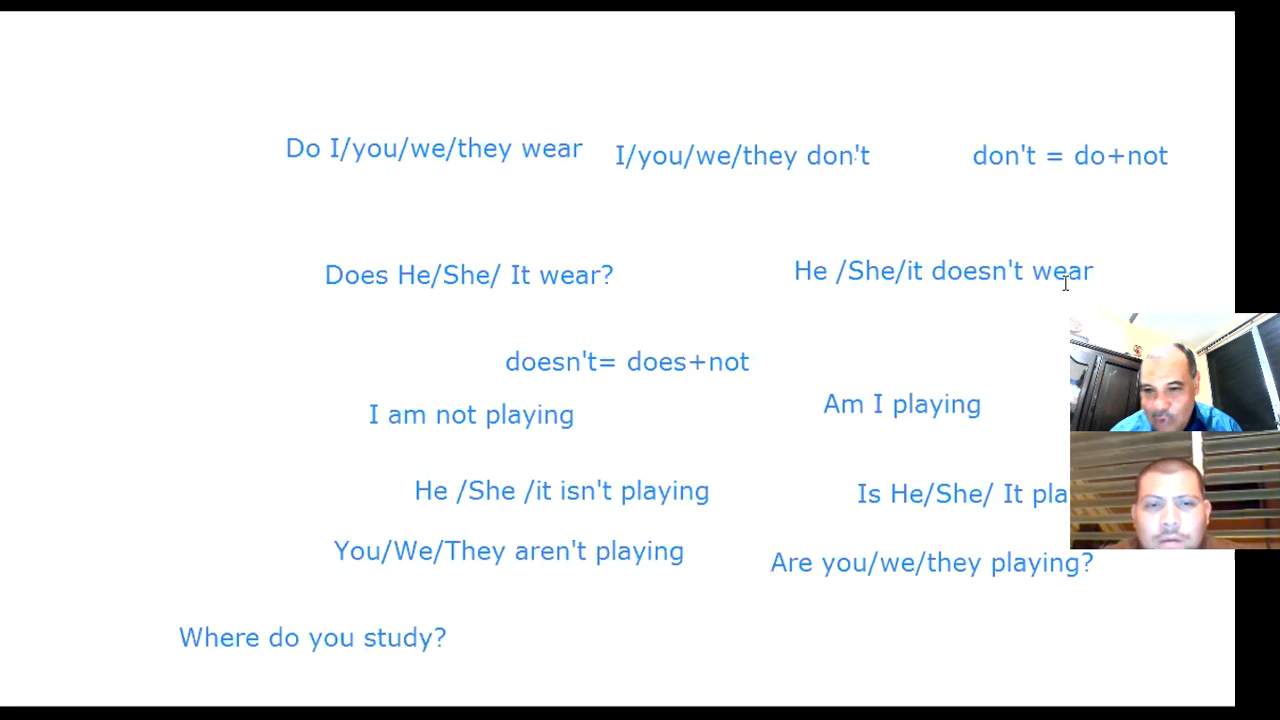 Do I/you/we/they wear
I/you/we/they don't
don't = do+not
Does He/She/ It wear?
He /She/it doesn't wear
doesn't= does+not
I am not playing
Am I playing
He /She /it isn't playing
Is He/She/ It
You/We/They aren't playing
Are you/we/they playing?
Where do you study?